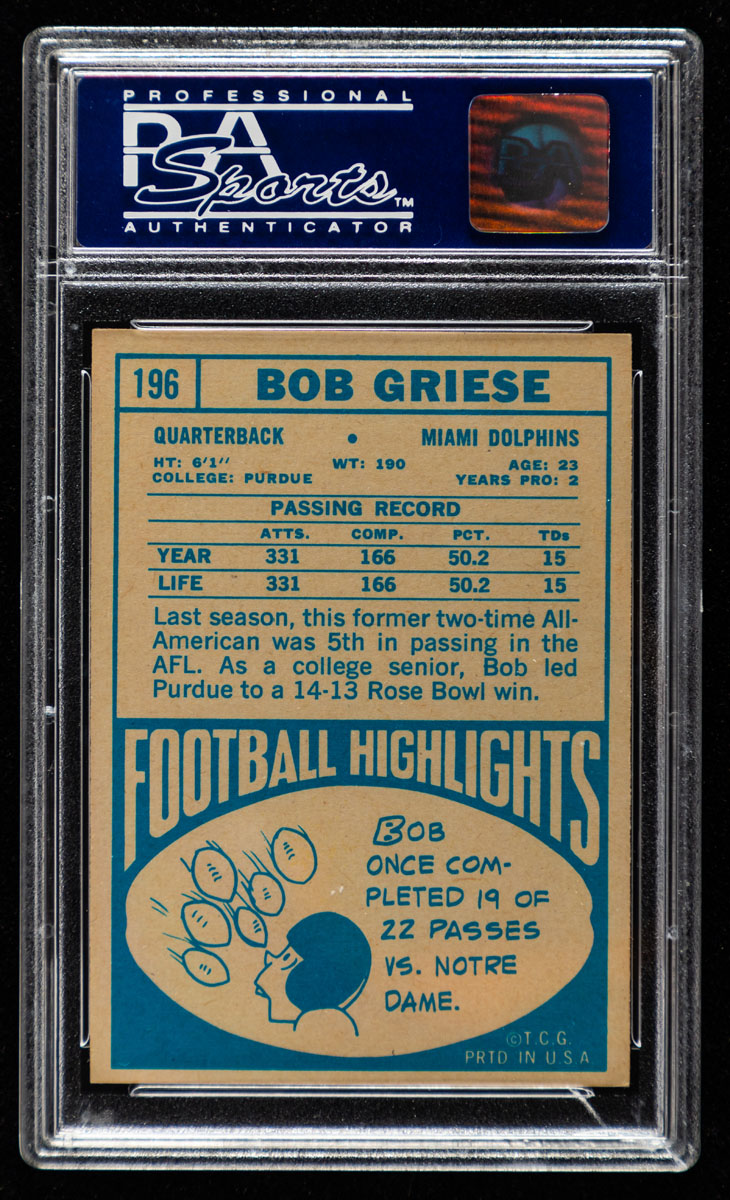 PROFESSIONAL
PSA
Sports™
AUTHENTICATOR
PSA
196 BOB GRIESE
QUARTERBACK • MIAMI DOLPHINS
HT: 6'1" WT: 190 AGE: 23
COLLEGE: PURDUE YEARS PRO: 2
PASSING RECORD
ATTS. COMP. PCT. TDs
YEAR 331 166 50.2 15
LIFE 331 166 50.2 15
Last season, this former two-time All-
American was 5th in passing in the
AFL. As a college senior, Bob led
Purdue to a 14-13 Rose Bowl win.
FOOTBALL HIGHLIGHTS
BOB
ONCE COM-
PLETED 19 OF
22 PASSES
VS. NOTRE
DAME.
©T.C.G.
PRTD IN U.S.A